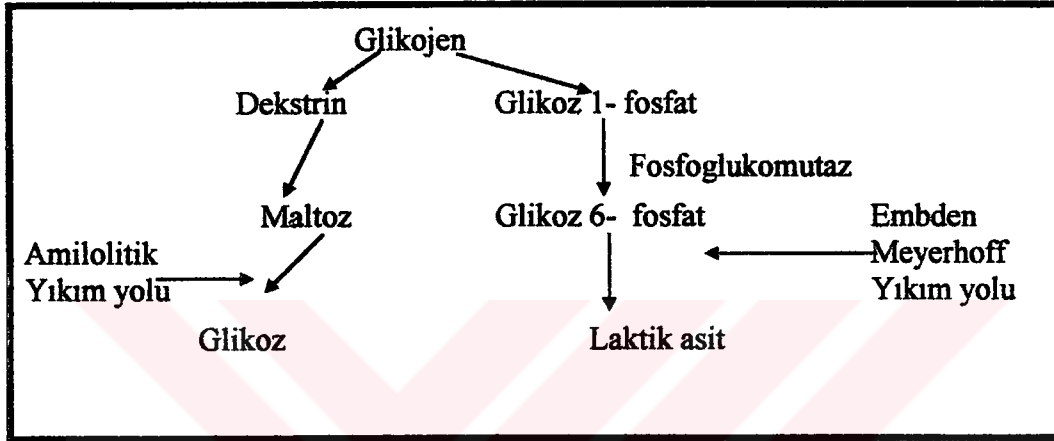 Glikojen
Dekstrin
Glikoz 1- fosfat
Fosfoglukomutaz
Maltoz
Glikoz 6- fosfat
Embden
Meyerhoff
Yıkım yolu
Amilolitik
Yıkım yolu
Glikoz
Laktik asit